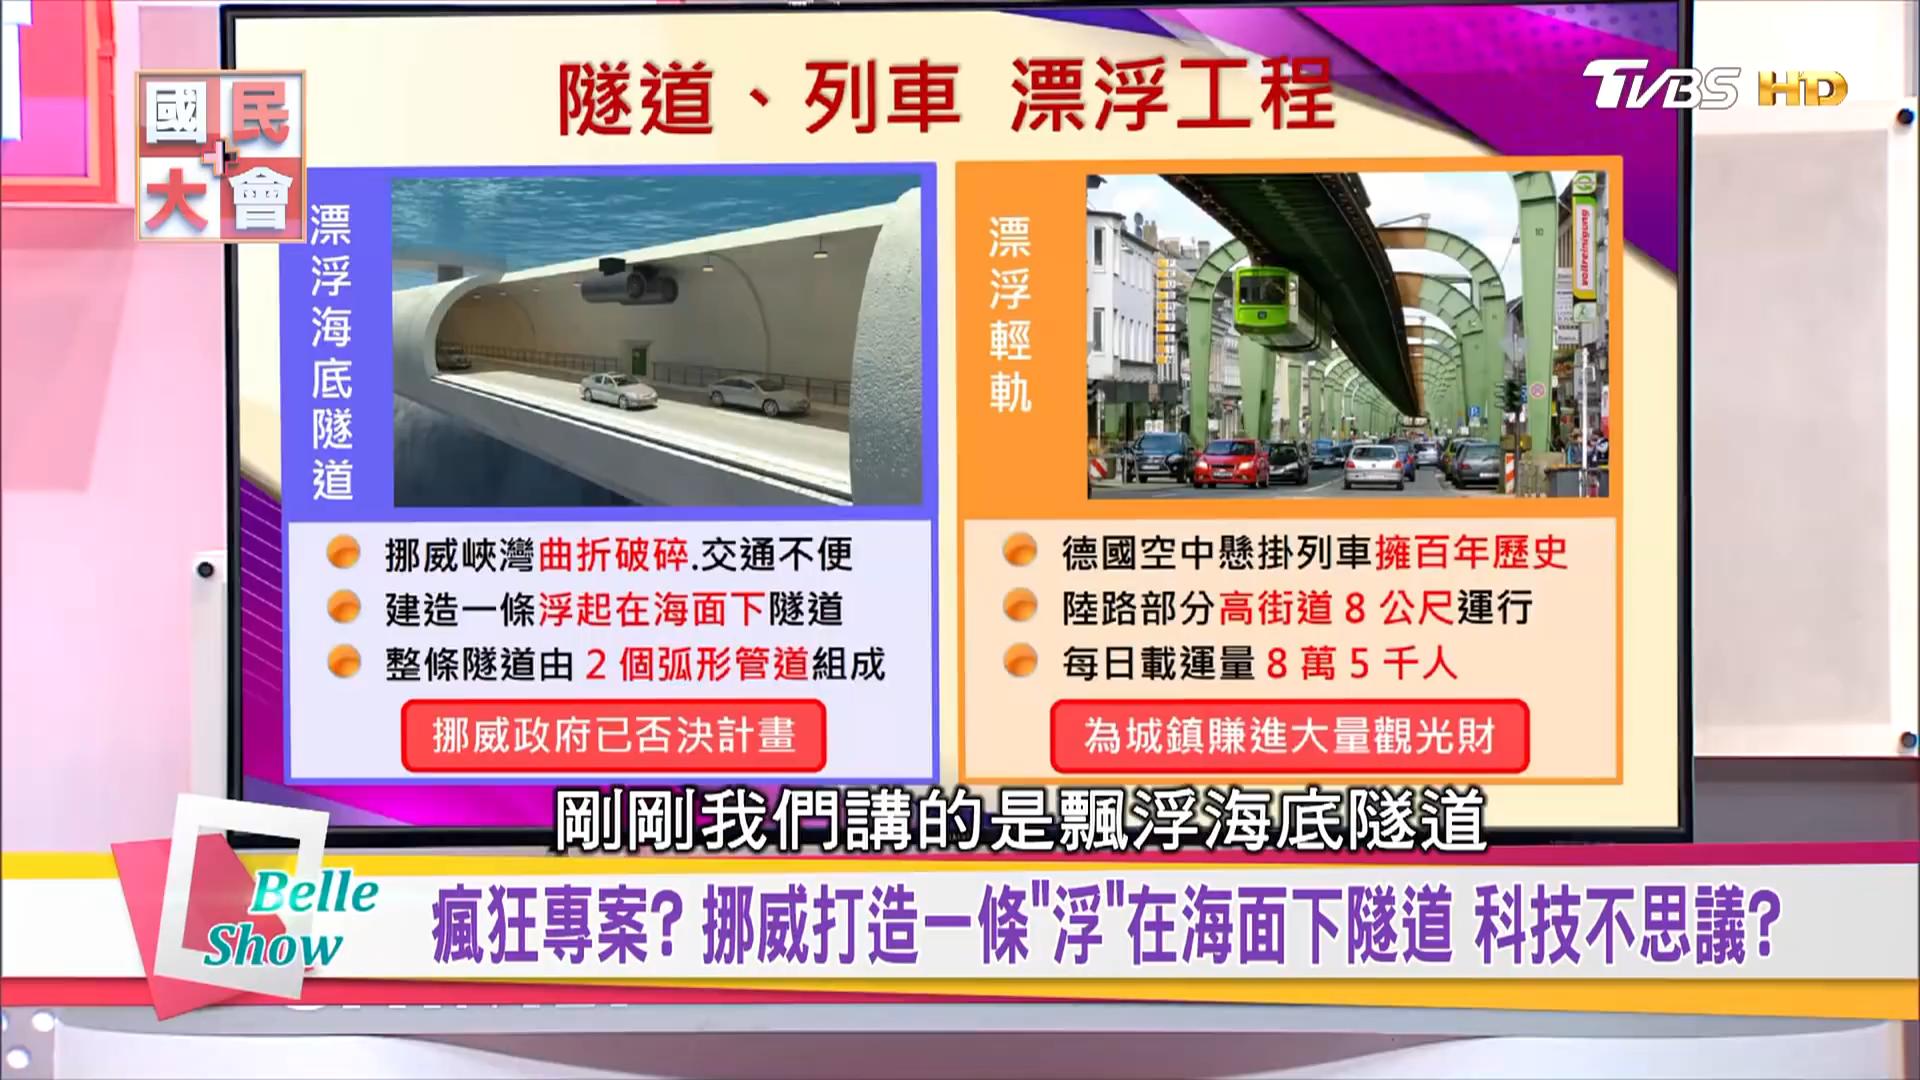 隧道、列車 漂浮工程
TVBS HD
國民
大會
漂浮海底隧道
漂浮輕軌
voltreinigung
挪威峽灣曲折破碎.交通不便
建造一條浮起在海面下隧道
整條隧道由2個弧形管道組成
挪威政府已否決計畫
德國空中懸掛列車擁百年歷史
陸路部分高街道8公尺運行
每日載運量8萬5千人
為城鎮賺進大量觀光財
剛剛我們講的是飄浮海底隧道
Belle
Show
瘋狂專案? 挪威打造一條"浮"在海面下隧道 科技不思議?